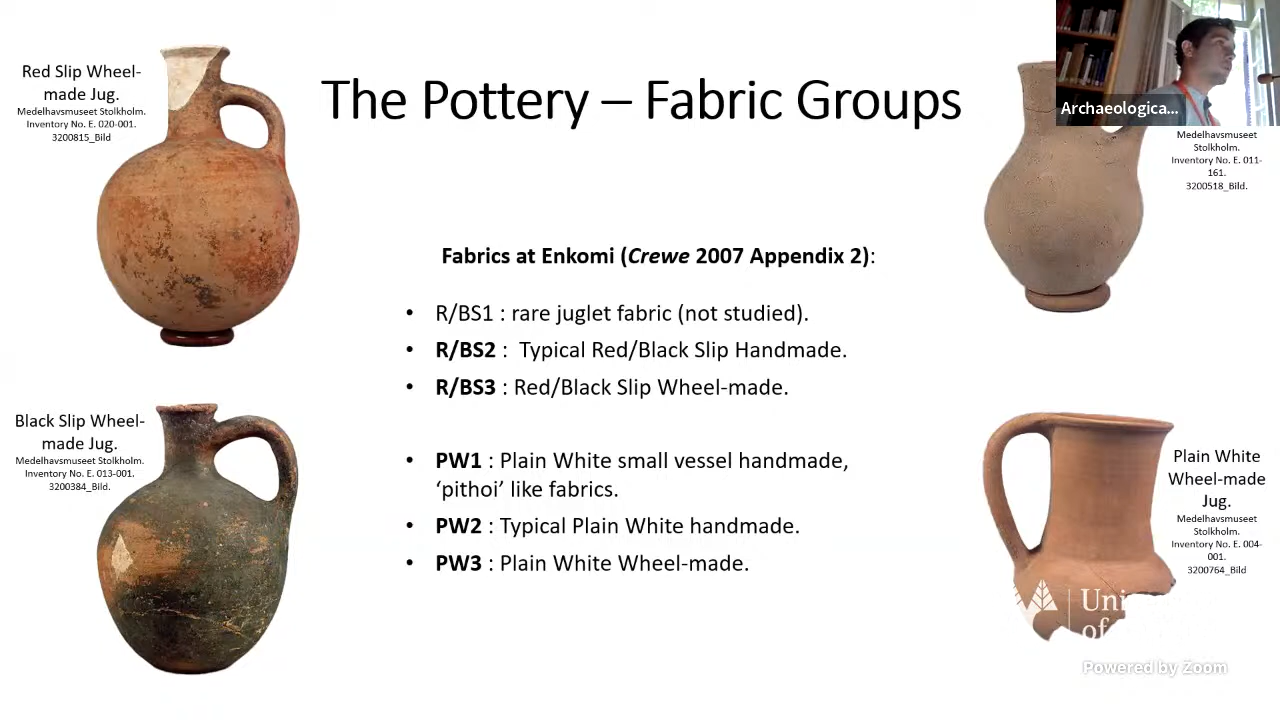 Red Slip Wheel-
made Jug.
Medelhavsmuseet Stolkholm.
Inventory No. E. 020-001.
3200815_Bild
The Pottery – Fabric Groups
Archaeologica...
Medelhavsmuseet
Stolkholm.
Inventory No. E. 011-
161.
3200518_Bild.
Fabrics at Enkomi (Crewe 2007 Appendix 2):
• R/BS1 : rare juglet fabric (not studied).
• R/BS2 : Typical Red/Black Slip Handmade.
• R/BS3 : Red/Black Slip Wheel-made.
• PW1 : Plain White small vessel handmade,
‘pithoi’ like fabrics.
• PW2 : Typical Plain White handmade.
• PW3 : Plain White Wheel-made.
Black Slip Wheel-
made Jug.
Medelhavsmuseet Stolkholm.
Inventory No. E. 013-001.
3200384_Bild.
Plain White
Wheel-made
Jug.
Medelhavsmuseet
Stolkholm.
Inventory No. E. 004-
001.
3200764_Bild
of
Powered by Zoom